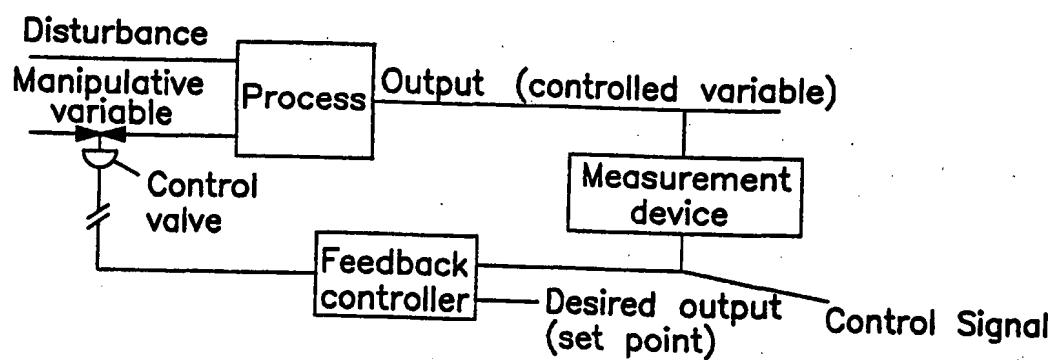 Disturbance
Manipulative
variable
Process
Output (controlled variable)
Control
valve
Measurement
device
Feedback
controller
Desired output
(set point)
Control Signal